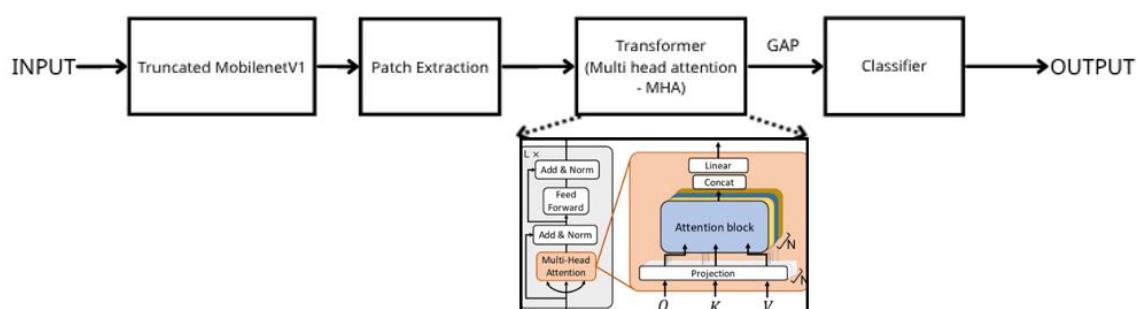 INPUT
Truncated MobilenetV1
Patch Extraction
Transformer
(Multi head attention
- MHA)
GAP
Classifier
OUTPUT
L ×
Add & Norm
Feed
Forward
Add & Norm
Multi-Head
Attention
Linear
Concat
Attention block
N
Projection
N
Q
K
V